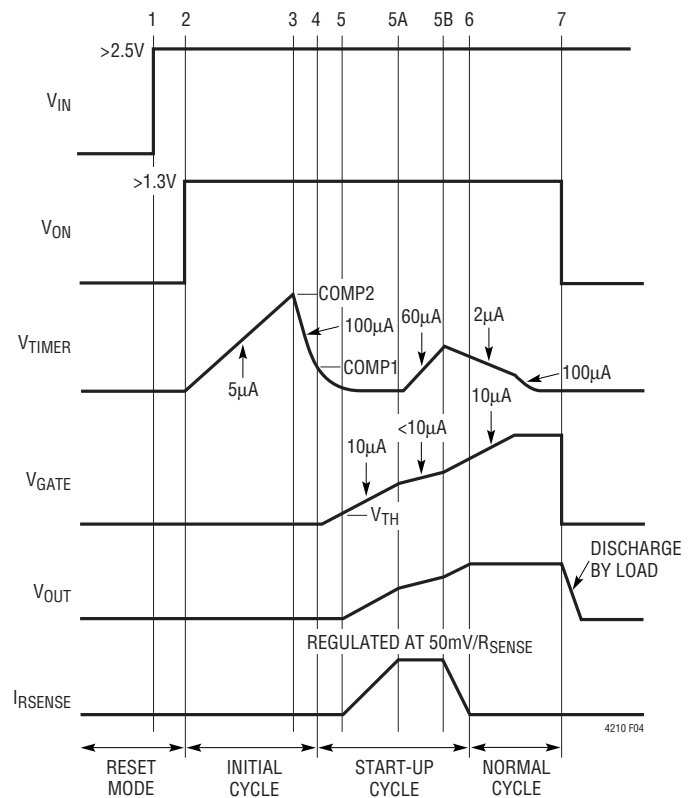 1 2 3 4 5 5A 5B 6 7
>2.5V
VIN
>1.3V
VON
COMP2
100µA
60µA
2µA
VTIMER
COMP1
5µA
100µA
10µA
<10µA
10µA
VGATE
VTH
DISCHARGE
BY LOAD
VOUT
REGULATED AT 50mV/RSENSE
IRSENSE
4210 F04
RESET
MODE
INITIAL
CYCLE
START-UP
CYCLE
NORMAL
CYCLE